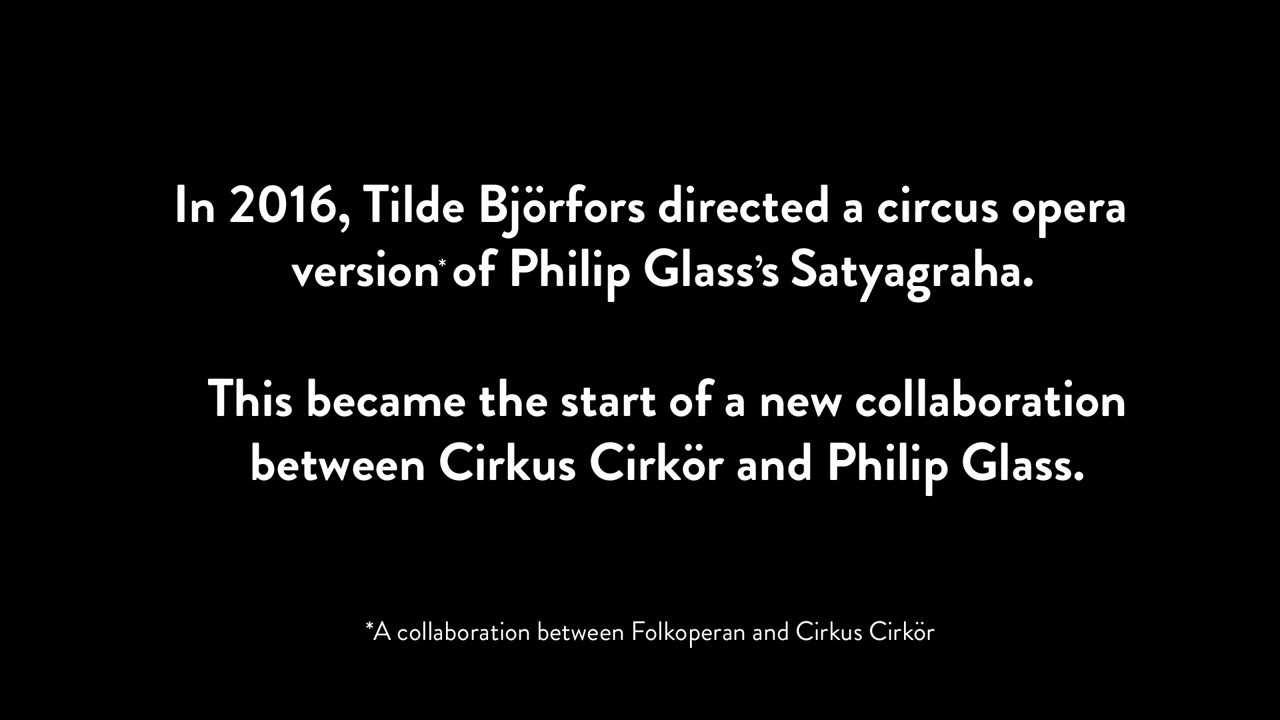 In 2016, Tilde Björfors directed a circus opera
version* of Philip Glass’s Satyagraha.
This became the start of a new collaboration
between Cirkus Cirkör and Philip Glass.
*A collaboration between Folkoperan and Cirkus Cirkör